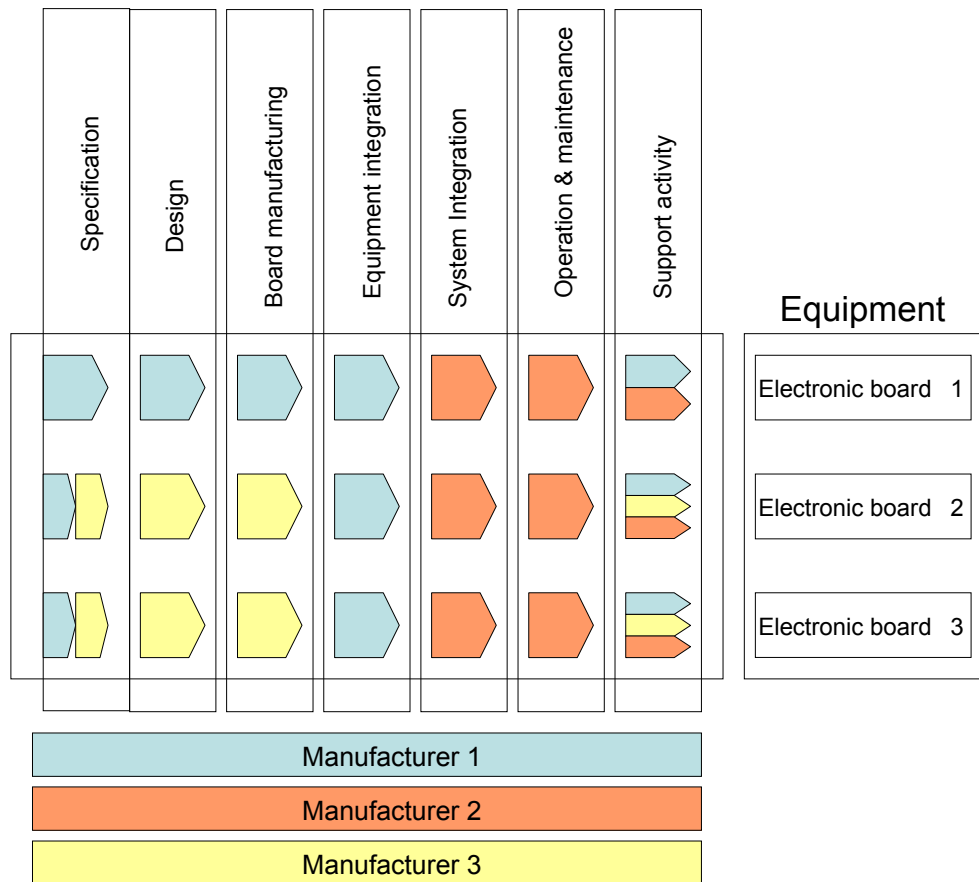 Specification
Design
Board manufacturing
Equipment integration
System Integration
Operation & maintenance
Support activity
Equipment
Electronic board 1
Electronic board 2
Electronic board 3
Manufacturer 1
Manufacturer 2
Manufacturer 3